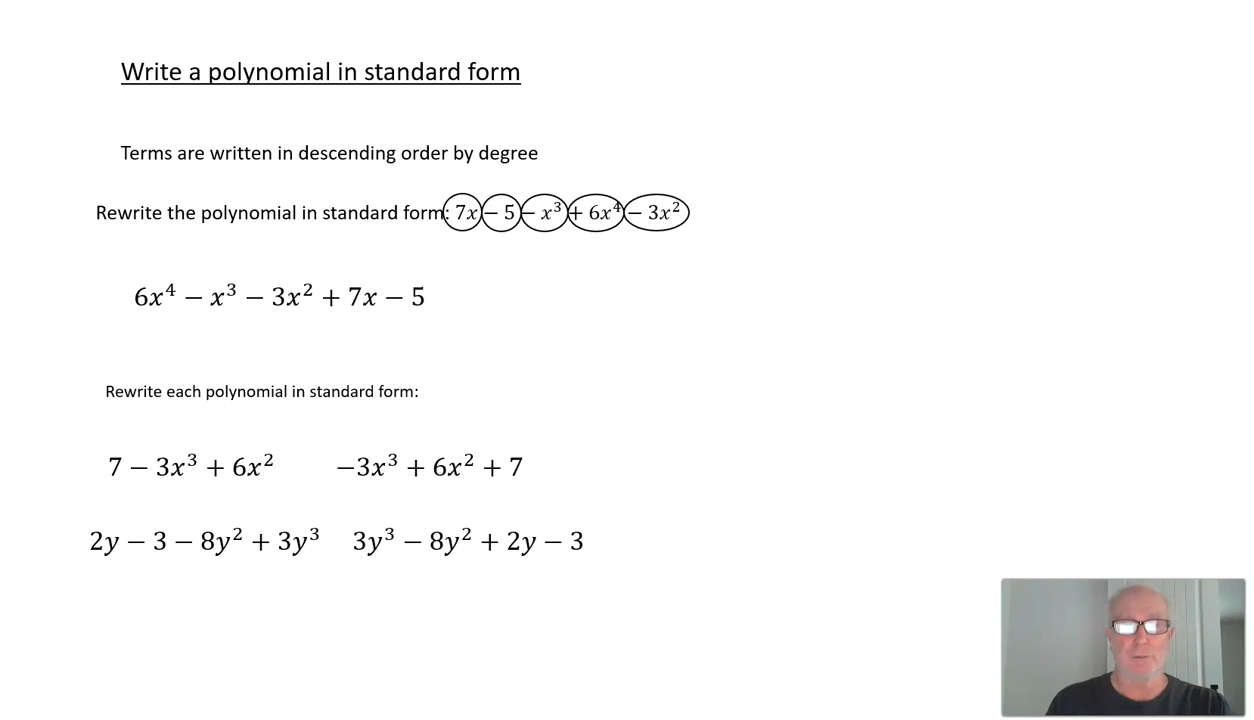 Write a polynomial in standard form
Terms are written in descending order by degree
Rewrite the polynomial in standard form: 7x − 5 − x³ + 6x⁴ − 3x²
6x⁴ − x³ − 3x² + 7x − 5
Rewrite each polynomial in standard form:
7 − 3x³ + 6x² −3x³ + 6x² + 7
2y − 3 − 8y² + 3y³ 3y³ − 8y² + 2y − 3